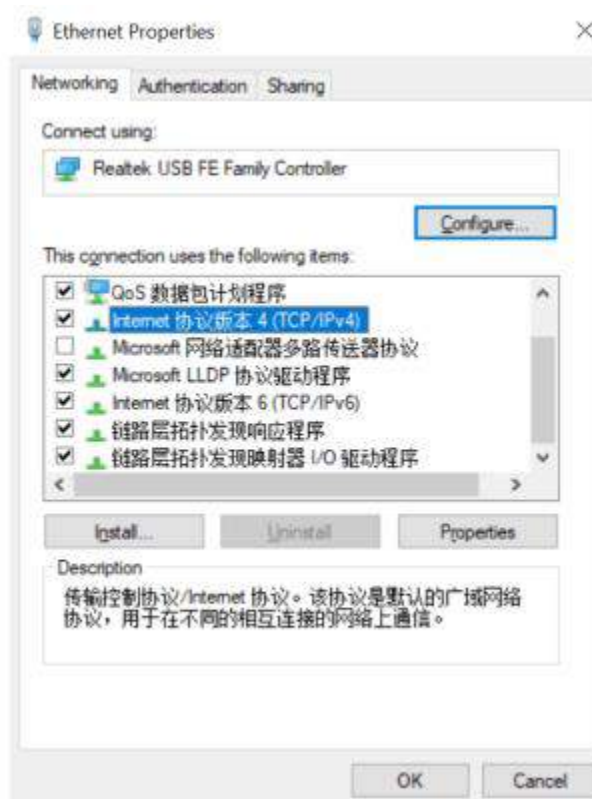 Ethernet Properties
Networking Authentication Sharing
Connect using:
Realtek USB FE Family Controller
Configure...
This connection uses the following items:
QoS 数据包计划程序
Internet 协议版本 4 (TCP/IPv4)
Microsoft 网络适配器多路传送器协议
Microsoft LLDP 协议驱动程序
Internet 协议版本 6 (TCP/IPv6)
链路层拓扑发现响应程序
链路层拓扑发现映射器 I/O 驱动程序
Install... Uninstall Properties
Description
传输控制协议/Internet 协议。该协议是默认的广域网络
协议，用于在不同的相互连接的网络上通信。
OK Cancel